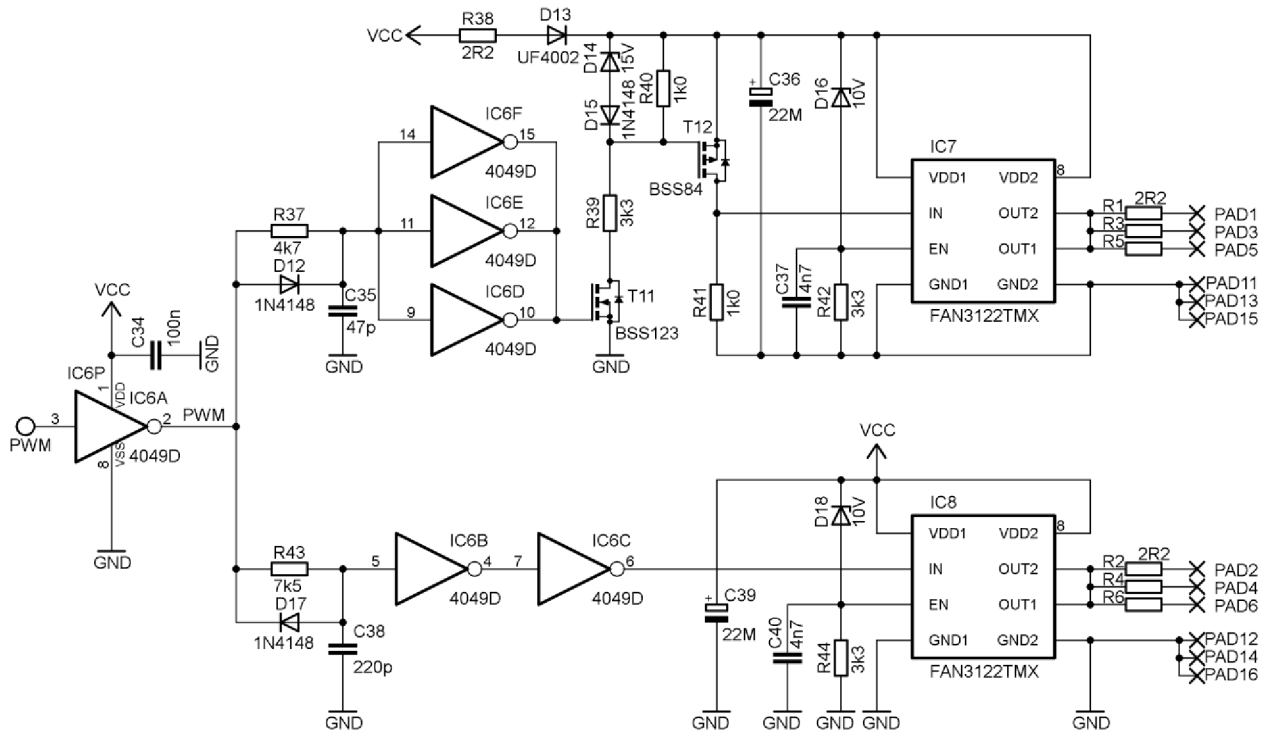 VCC
R38
2R2
D13
UF4002
D14
15V
D15
1N4148
R40
1k0
T12
BSS84
C36
+
22M
D16
10V
IC7
VDD1
VDD2
8
IN
OUT2
EN
OUT1
GND1
GND2
FAN3122TMX
R1
2R2
R3
R5
PAD1
PAD3
PAD5
PAD11
PAD13
PAD15
14
IC6F
15
4049D
11
IC6E
12
4049D
9
IC6D
10
4049D
R37
4k7
D12
1N4148
C35
47p
GND
R39
3k3
T11
BSS123
GND
R41
1k0
C37
4n7
R42
3k3
VCC
C34
100n
GND
IC6P
1
VDD
IC6A
3
2
PWM
PWM
8
VSS
4049D
GND
R43
7k5
D17
1N4148
C38
220p
GND
5
IC6B
4
4049D
7
IC6C
6
4049D
VCC
D18
10V
+
C39
22M
C40
4n7
R44
3k3
IC8
VDD1
VDD2
8
IN
OUT2
EN
OUT1
GND1
GND2
FAN3122TMX
R2
2R2
R4
R6
PAD2
PAD4
PAD6
PAD12
PAD14
PAD16
GND
GND
GND
GND
GND